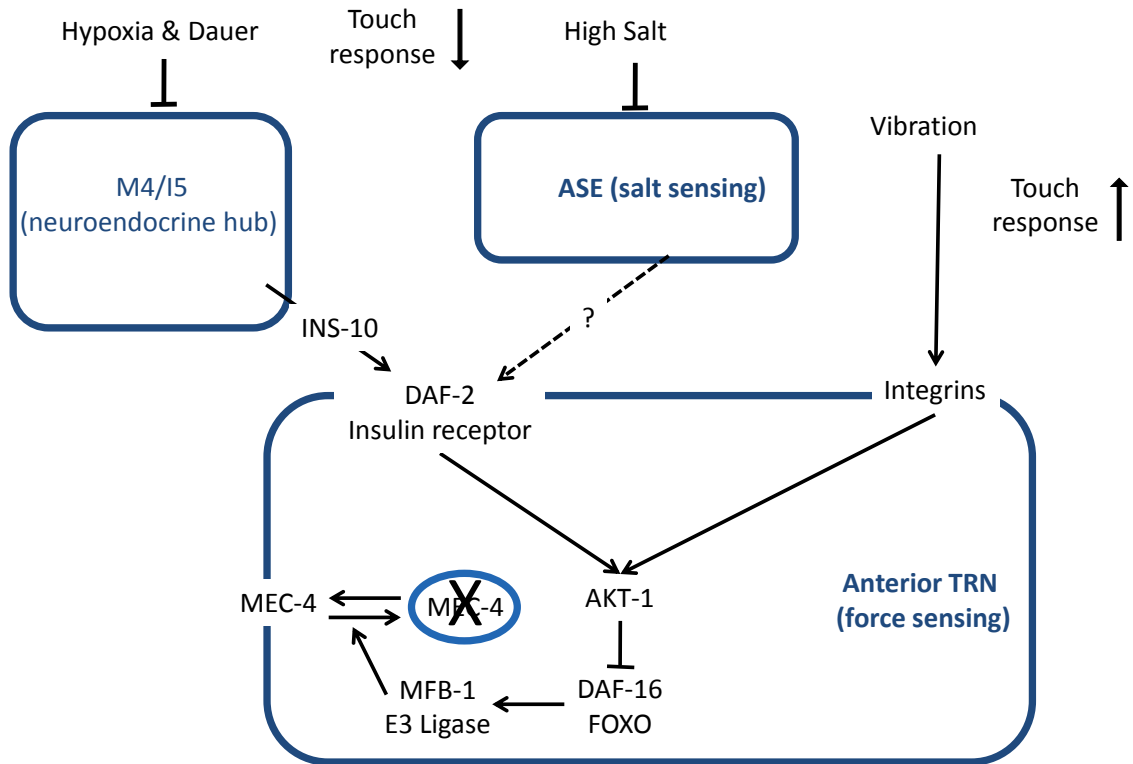 Hypoxia & Dauer
Touch
response
High Salt
Vibration
Touch
response
M4/I5
(neuroendocrine hub)
ASE (salt sensing)
INS-10
?
DAF-2
Insulin receptor
Integrins
MEC-4
MEC-4
X
AKT-1
Anterior TRN
(force sensing)
MFB-1
E3 Ligase
DAF-16
FOXO